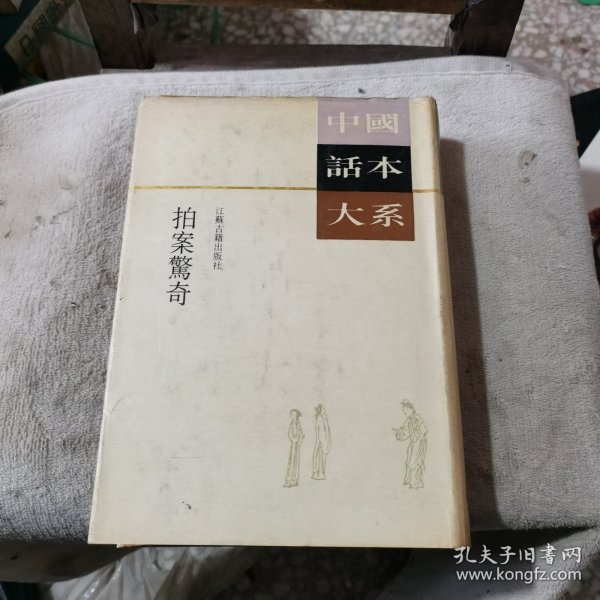 中國
話本
大系
江蘇古籍出版社
拍案驚奇
孔夫子旧书网
www.kongfz.com